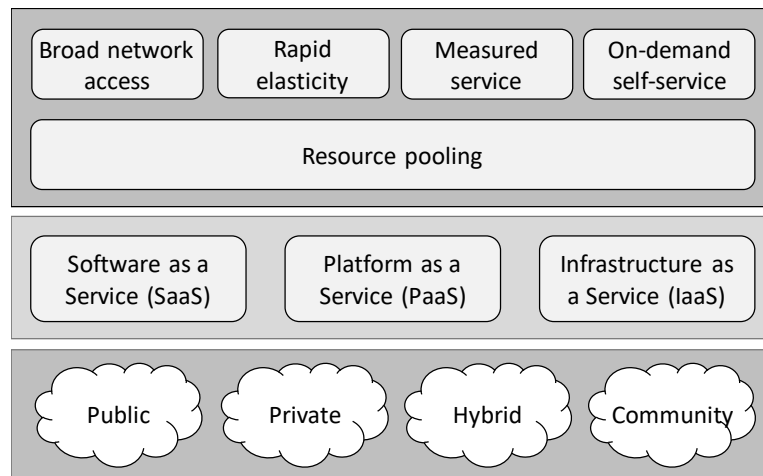 Broad network
access
Rapid
elasticity
Measured
service
On-demand
self-service
Resource pooling
Software as a
Service (SaaS)
Platform as a
Service (PaaS)
Infrastructure as
a Service (IaaS)
Public
Private
Hybrid
Community